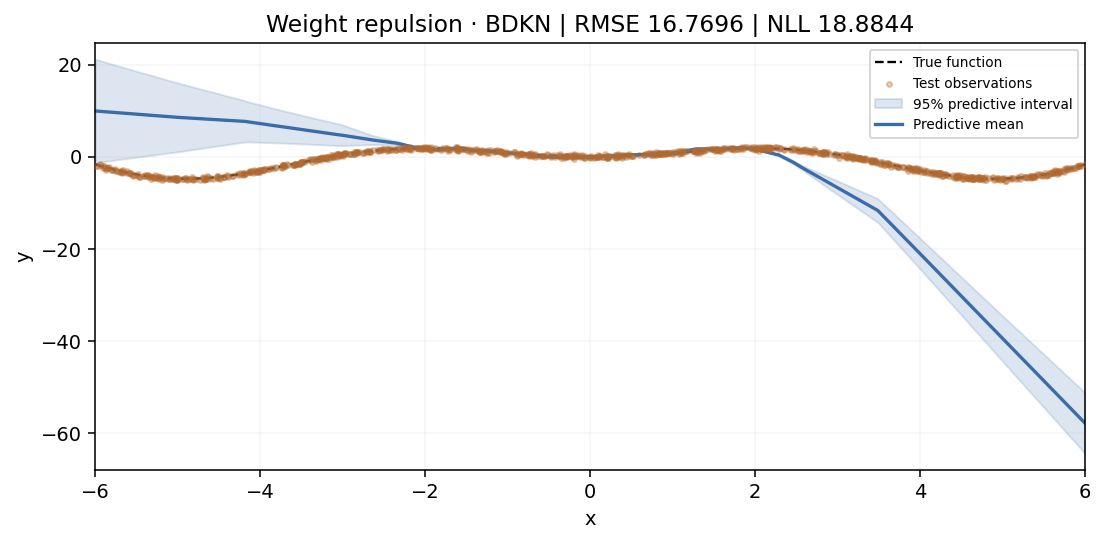 Weight repulsion · BDKN | RMSE 16.7696 | NLL 18.8844
True function
Test observations
95% predictive interval
Predictive mean
20
0
−20
−40
−60
y
−6
−4
−2
0
2
4
6
x